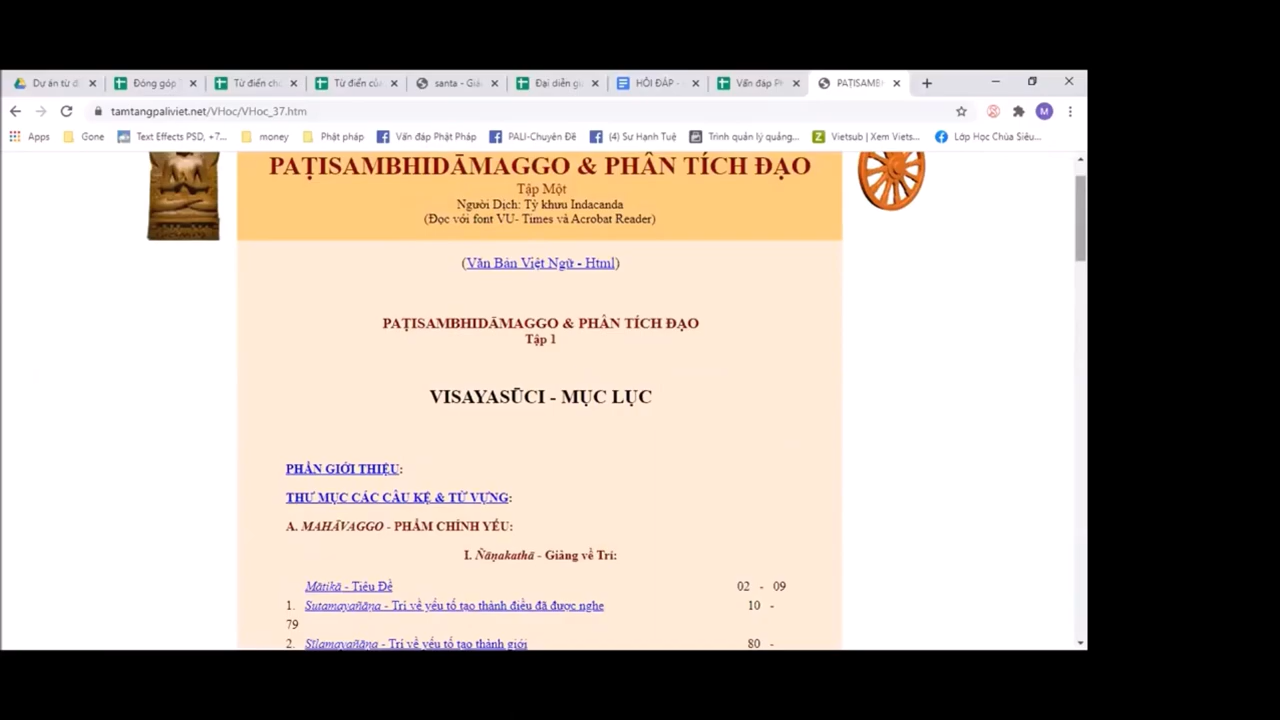 Dự án từ đ
Đóng góp
Từ điển ch
Từ điển củ
santa - Giả
Đại diễn g
HỎI ĐÁP -
Vấn đáp P
PAṬISAMB
tamtangpaliviet.net/VHoc/VHoc_37.htm
M
Apps
Gone
Text Effects PSD, +7...
money
Phật pháp
Vấn đáp Phật Pháp
PALI-Chuyên Đề
(4) Sư Hạnh Tuệ
Trình quản lý quảng...
Vietsub | Xem Viets...
Lớp Học Chùa Siêu...
PAṬISAMBHIDĀMAGGO & PHÂN TÍCH ĐẠO
Tập Một
Người Dịch: Tỳ khưu Indacanda
(Đọc với font VU- Times và Acrobat Reader)
(Văn Bản Việt Ngữ - Html)
PAṬISAMBHIDĀMAGGO & PHÂN TÍCH ĐẠO
Tập 1
VISAYASŪCI - MỤC LỤC
PHẦN GIỚI THIỆU:
THƯ MỤC CÁC CÂU KỆ & TỪ VỰNG:
A. MAHĀVAGGO - PHẨM CHÍNH YẾU:
I. Ñāṇakathā - Giảng về Trí:
Mātikā - Tiêu Đề 02 - 09
1. Sutamayañāṇa - Trí về yếu tố tạo thành điều đã được nghe 10 -
79
2. Sīlamayañāṇa - Trí về yếu tố tạo thành giới 80 -